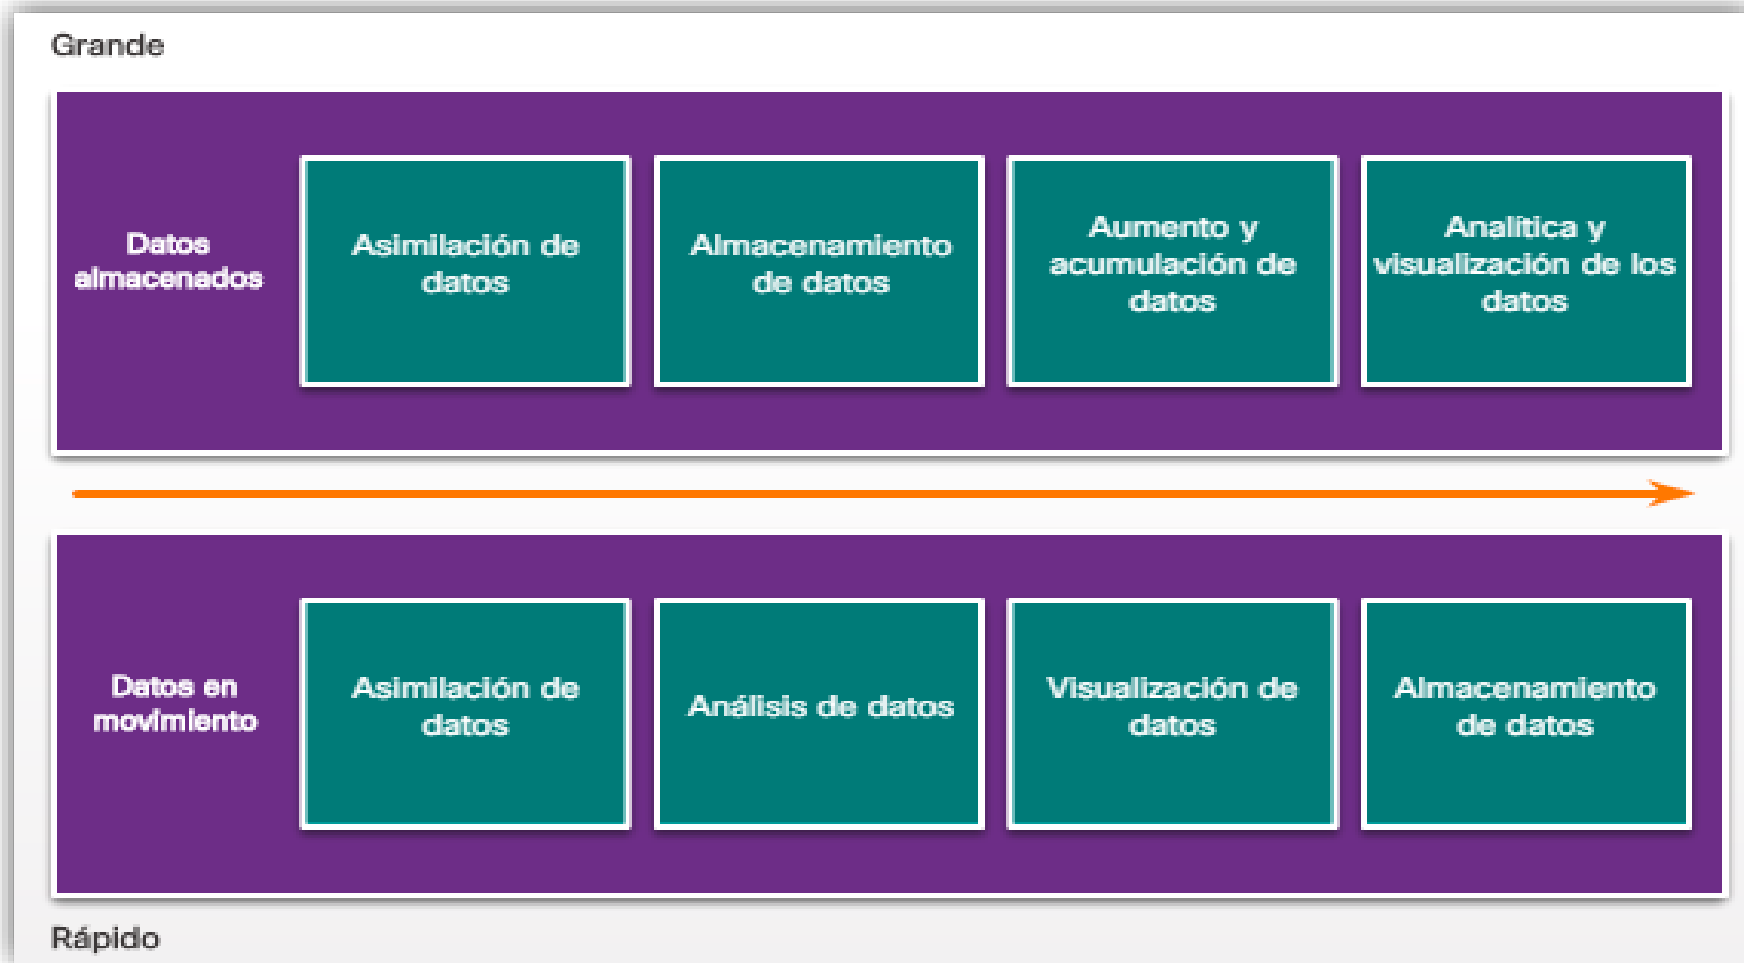 Grande
Datos
almacenados
Asimilación de
datos
Almacenamiento
de datos
Aumento y
acumulación de
datos
Analítica y
visualización de los
datos
Datos en
movimiento
Asimilación de
datos
Análisis de datos
Visualización de
datos
Almacenamiento
de datos
Rápido